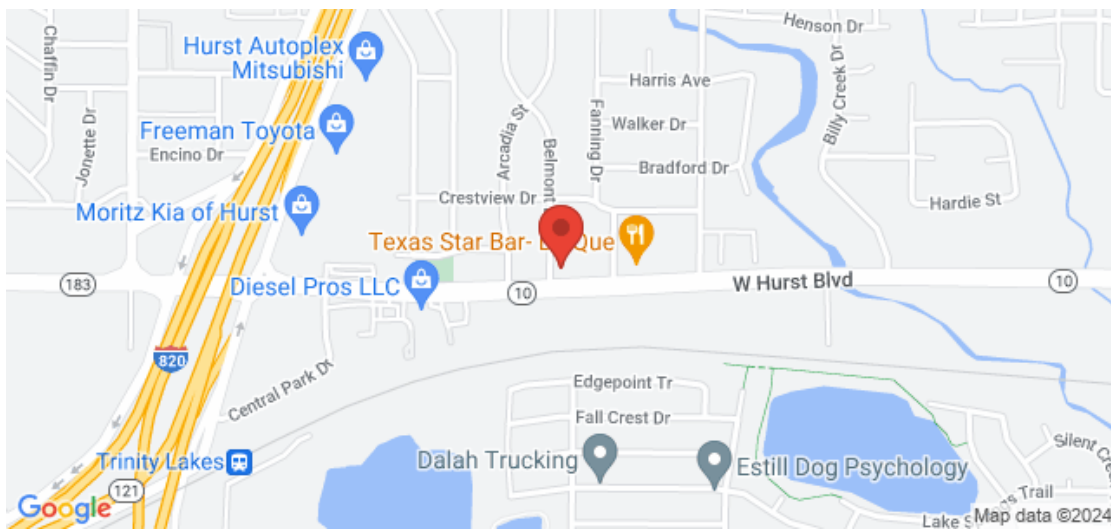 Henson Dr
Chaffin Dr
Hurst Autoplex
Mitsubishi
Harris Ave
Billy Creek Dr
Jonette Dr
Freeman Toyota
Arcadia St
Fanning Dr
Walker Dr
Encino Dr
Belmont
Bradford Dr
Crestview Dr
Hardie St
Moritz Kia of Hurst
Texas Star Bar-
Que
183
Diesel Pros LLC
10
W Hurst Blvd
10
820
Central Park Dr
Edgepoint Tr
Fall Crest Dr
Trinity Lakes
Dalah Trucking
Estill Dog Psychology
Silent
121
Google
Lake
Trail
Map data ©2024